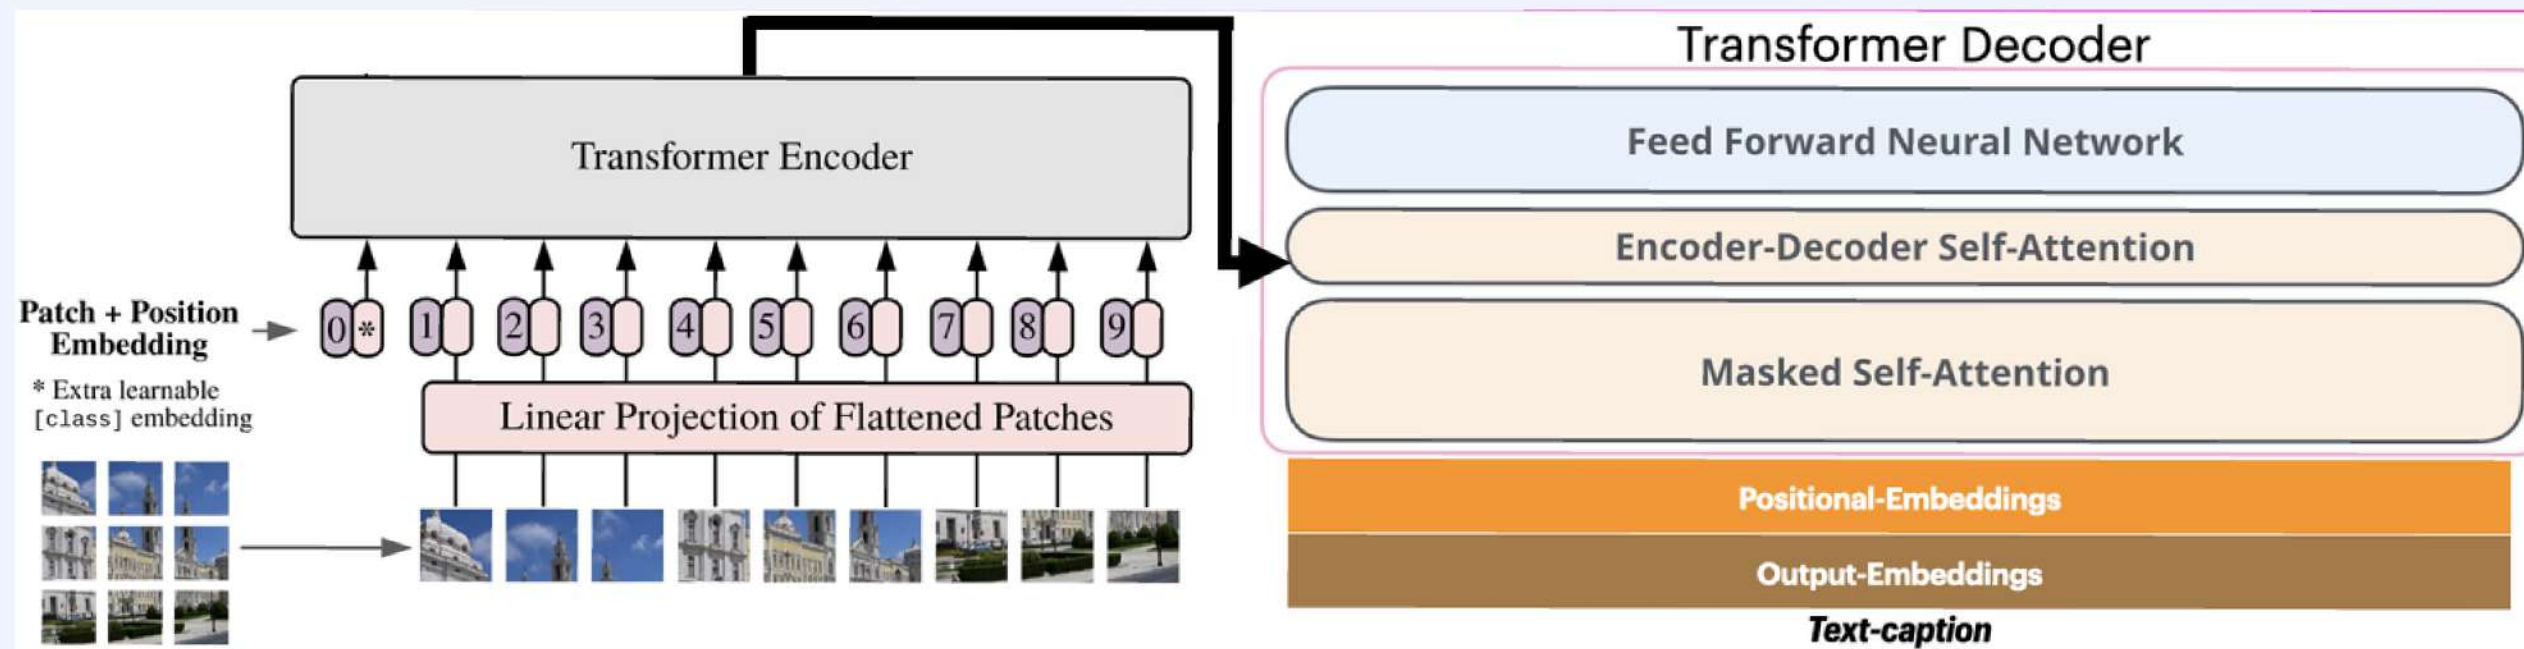 Transformer Decoder
Transformer Encoder
Feed Forward Neural Network
Encoder-Decoder Self-Attention
Masked Self-Attention
Patch + Position
Embedding
0 * 1 2 3 4 5 6 7 8 9
* Extra learnable
[class] embedding
Linear Projection of Flattened Patches
Positional-Embeddings
Output-Embeddings
Text-caption